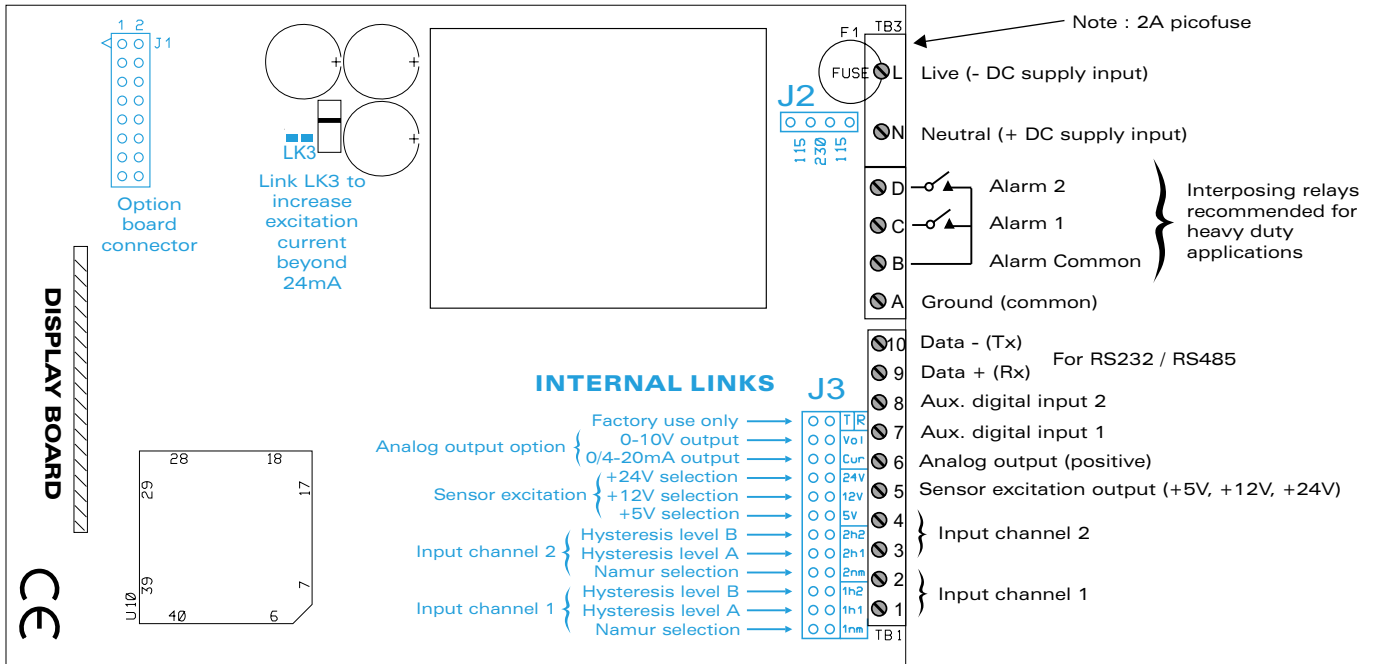 1 2
J1
Option
board
connector
LK3
Link LK3 to
increase
excitation
current
beyond
24mA
DISPLAY BOARD
CE
28 18
29
17
39
7
40 6
U10
F1
FUSE
TB3
Note : 2A picofuse
L Live (- DC supply input)
J2
115 230 115
N Neutral (+ DC supply input)
D Alarm 2
C Alarm 1
B Alarm Common
Interposing relays
recommended for
heavy duty
applications
A Ground (common)
10 Data - (Tx)
For RS232 / RS485
9 Data + (Rx)
8 Aux. digital input 2
7 Aux. digital input 1
6 Analog output (positive)
5 Sensor excitation output (+5V, +12V, +24V)
4
3
Input channel 2
2
1
Input channel 1
TB1
INTERNAL LINKS
J3
Factory use only T R
Analog output option
0-10V output Vol
0/4-20mA output Cur
Sensor excitation
+24V selection 24V
+12V selection 12V
+5V selection 5V
Input channel 2
Hysteresis level B 2h2
Hysteresis level A 2h1
Namur selection 2nm
Input channel 1
Hysteresis level B 1h2
Hysteresis level A 1h1
Namur selection 1nm